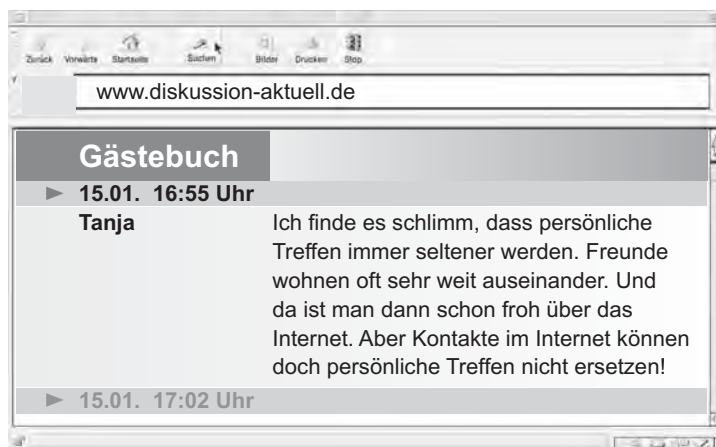 Zurück Vorwärts Startseite Suchen Bilder Drucken Stop
www.diskussion-aktuell.de
Gästebuch
15.01. 16:55 Uhr
Tanja
Ich finde es schlimm, dass persönliche
Treffen immer seltener werden. Freunde
wohnen oft sehr weit auseinander. Und
da ist man dann schon froh über das
Internet. Aber Kontakte im Internet können
doch persönliche Treffen nicht ersetzen!
15.01. 17:02 Uhr